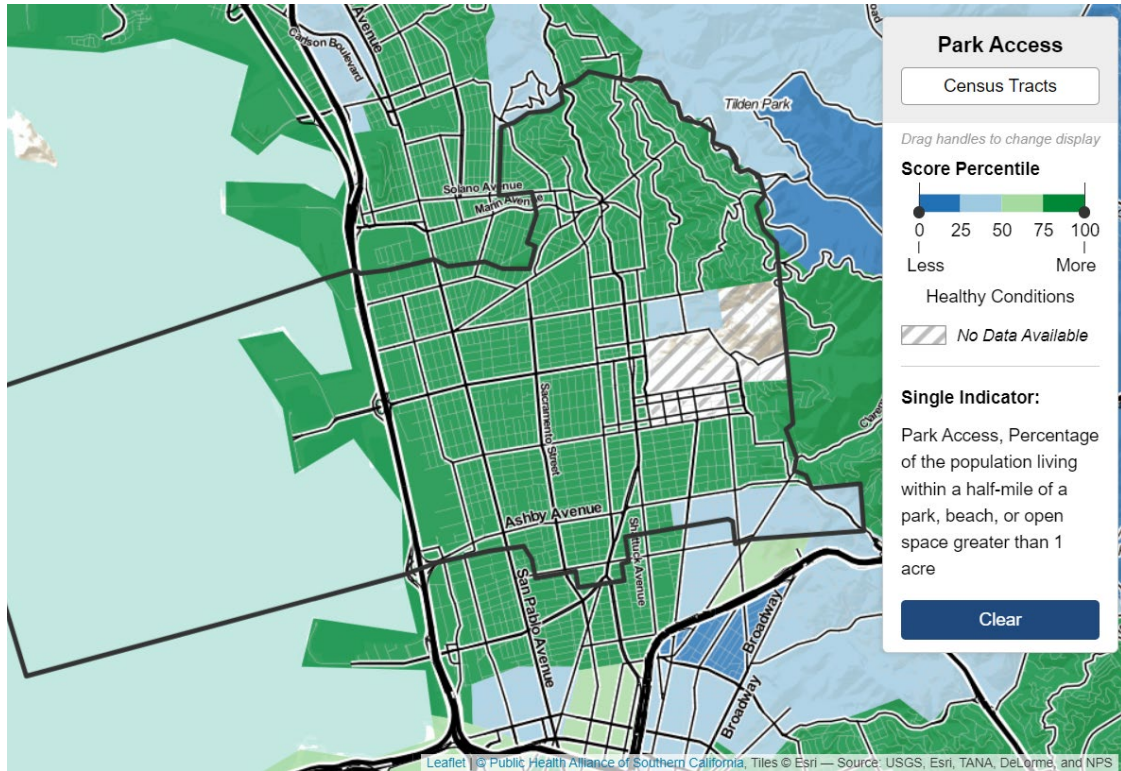 Avenue
Carlson Boulevard
Tilden Park
Solano Avenue
Marin Avenue
Sacramento Street
Ashby Avenue
Shattuck Avenue
San Pablo Avenue
Broadway
Broadway
Park Access
Census Tracts
Drag handles to change display
Score Percentile
0 25 50 75 100
Less More
Healthy Conditions
No Data Available
Single Indicator:
Park Access, Percentage
of the population living
within a half-mile of a
park, beach, or open
space greater than 1
acre
Clear
Leaflet | © Public Health Alliance of Southern California, Tiles © Esri — Source: USGS, Esri, TANA, DeLorme, and NPS